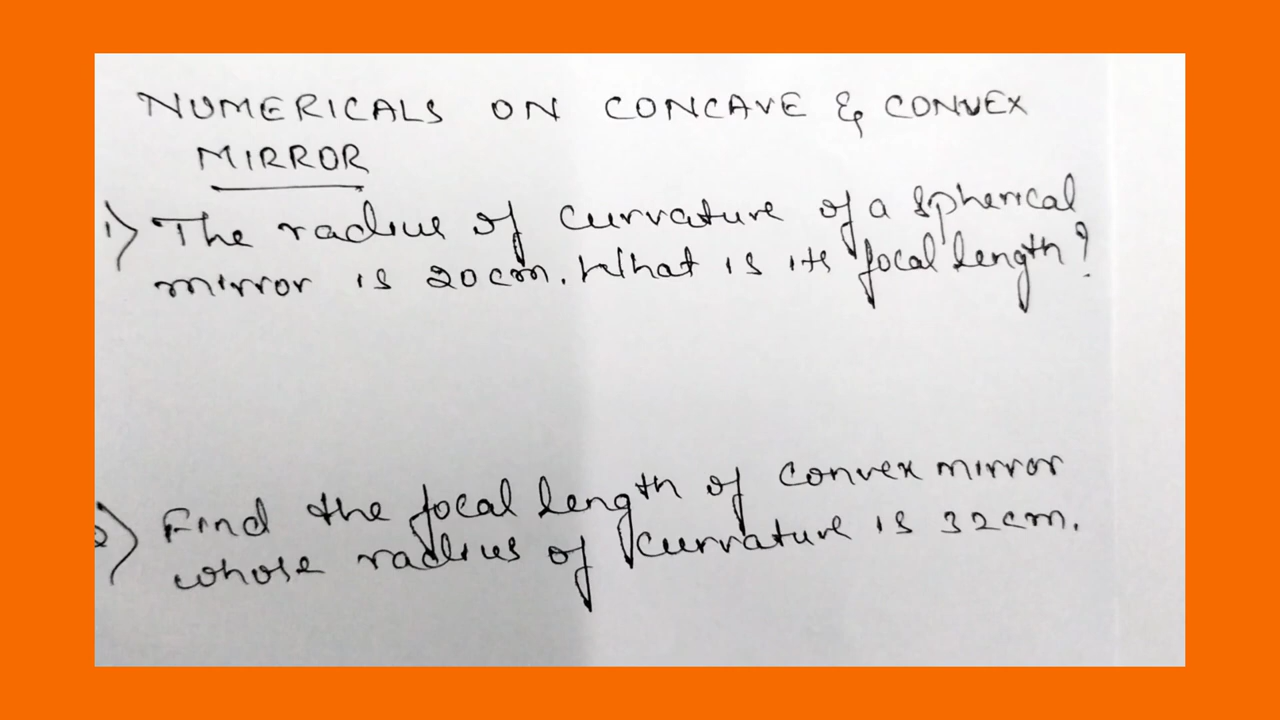 NUMERICALS ON CONCAVE & CONVEX
MIRROR
1) The radius of curvature of a spherical
mirror is 20cm. What is its focal length?
2) Find the focal length of convex mirror
whose radius of curvature is 32cm.